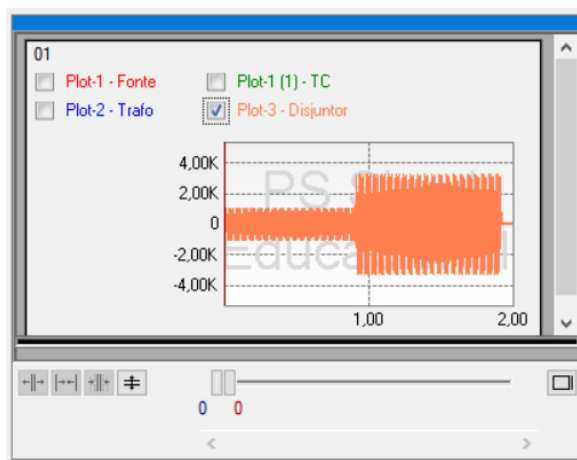 01
Plot-1 - Fonte Plot-1 (1) - TC
Plot-2 - Trafo Plot-3 - Disjuntor
4,00K
2,00K
0
-2,00K
-4,00K
1,00 2,00
0 0